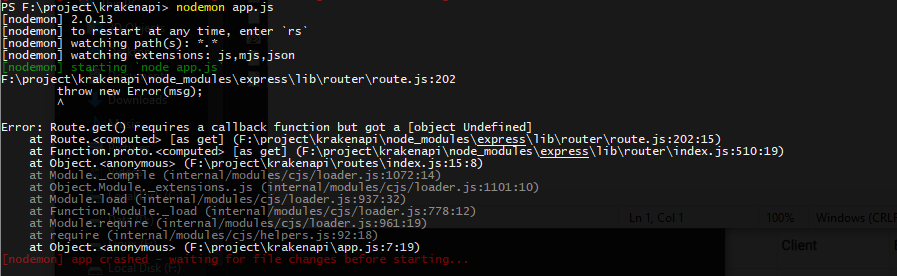 PS F:\project\krakenapi> nodemon app.js
[nodemon] 2.0.13
[nodemon] to restart at any time, enter `rs`
[nodemon] watching path(s): *.*
[nodemon] watching extensions: js,mjs,json
[nodemon] starting `node app.js`
F:\project\krakenapi\node_modules\express\lib\router\route.js:202
throw new Error(msg);
^
Error: Route.get() requires a callback function but got a [object Undefined]
at Route.<computed> [as get] (F:\project\krakenapi\node_modules\express\lib\router\route.js:202:15)
at Function.proto.<computed> [as get] (F:\project\krakenapi\node_modules\express\lib\router\index.js:510:19)
at Object.<anonymous> (F:\project\krakenapi\routes\index.js:15:8)
at Module._compile (internal/modules/cjs/loader.js:1072:14)
at Object.Module._extensions..js (internal/modules/cjs/loader.js:1101:10)
at Module.load (internal/modules/cjs/loader.js:937:32)
at Function.Module._load (internal/modules/cjs/loader.js:778:12)
at Module.require (internal/modules/cjs/loader.js:961:19)
at require (internal/modules/cjs/helpers.js:92:18)
at Object.<anonymous> (F:\project\krakenapi\app.js:7:19)
[nodemon] app crashed - waiting for file changes before starting...
Downloads
Ln 1, Col 1
100%
Windows (CRLF
Client
Local Disk (F:)